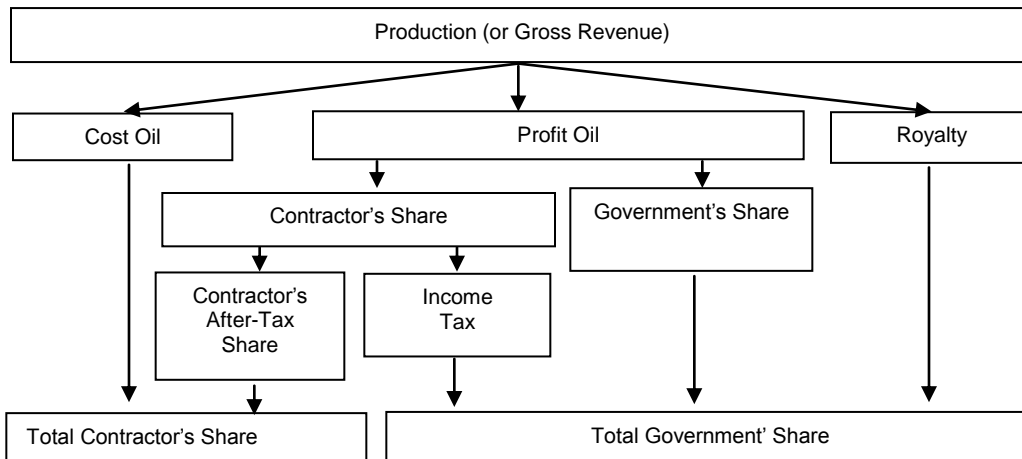 Production (or Gross Revenue)
Cost Oil
Profit Oil
Royalty
Contractor's Share
Government's Share
Contractor's
After-Tax
Share
Income
Tax
Total Contractor's Share
Total Government' Share